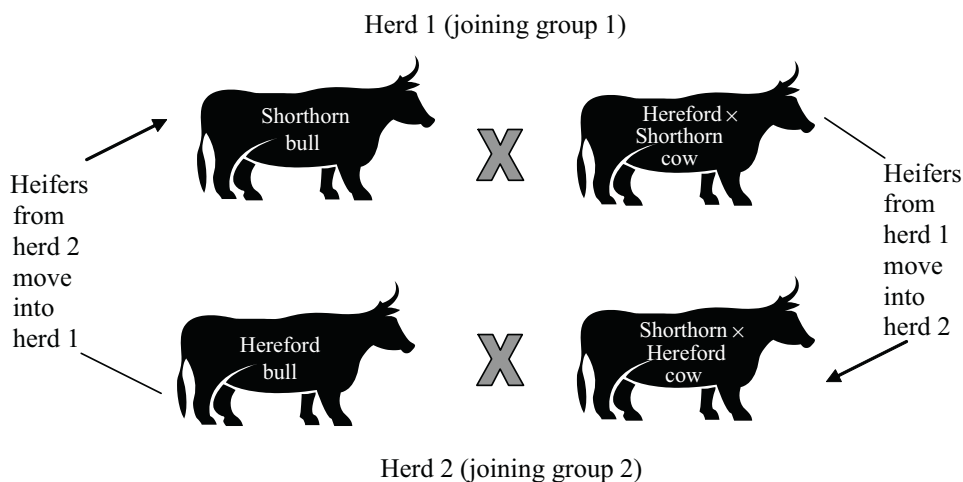 Herd 1 (joining group 1)
Shorthorn
bull
X
Hereford ×
Shorthorn
cow
Heifers
from
herd 2
move
into
herd 1
Heifers
from
herd 1
move
into
herd 2
Hereford
bull
X
Shorthorn ×
Hereford
cow
Herd 2 (joining group 2)